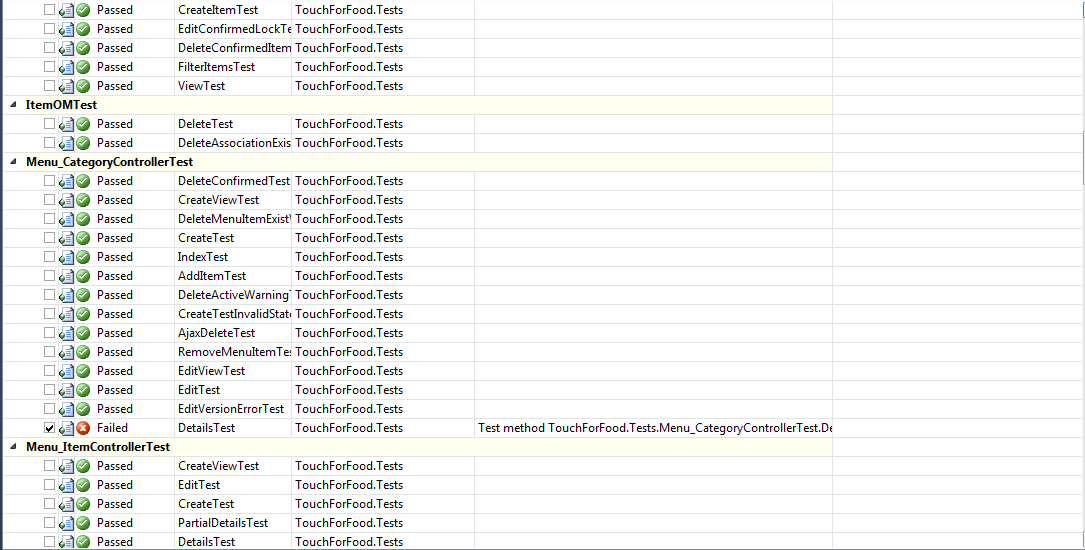 Passed CreateItemTest TouchForFood.Tests
Passed EditConfirmedLockTe TouchForFood.Tests
Passed DeleteConfirmedItem TouchForFood.Tests
Passed FilterItemsTest TouchForFood.Tests
Passed ViewTest TouchForFood.Tests
ItemOMTest
Passed DeleteTest TouchForFood.Tests
Passed DeleteAssociationExis TouchForFood.Tests
Menu_CategoryControllerTest
Passed DeleteConfirmedTest TouchForFood.Tests
Passed CreateViewTest TouchForFood.Tests
Passed DeleteMenuItemExist TouchForFood.Tests
Passed CreateTest TouchForFood.Tests
Passed IndexTest TouchForFood.Tests
Passed AddItemTest TouchForFood.Tests
Passed DeleteActiveWarning TouchForFood.Tests
Passed CreateTestInvalidState TouchForFood.Tests
Passed AjaxDeleteTest TouchForFood.Tests
Passed RemoveMenuItemTes TouchForFood.Tests
Passed EditViewTest TouchForFood.Tests
Passed EditTest TouchForFood.Tests
Passed EditVersionErrorTest TouchForFood.Tests
Failed DetailsTest TouchForFood.Tests Test method TouchForFood.Tests.Menu_CategoryControllerTest.De
Menu_ItemControllerTest
Passed CreateViewTest TouchForFood.Tests
Passed EditTest TouchForFood.Tests
Passed CreateTest TouchForFood.Tests
Passed PartialDetailsTest TouchForFood.Tests
Passed DetailsTest TouchForFood.Tests